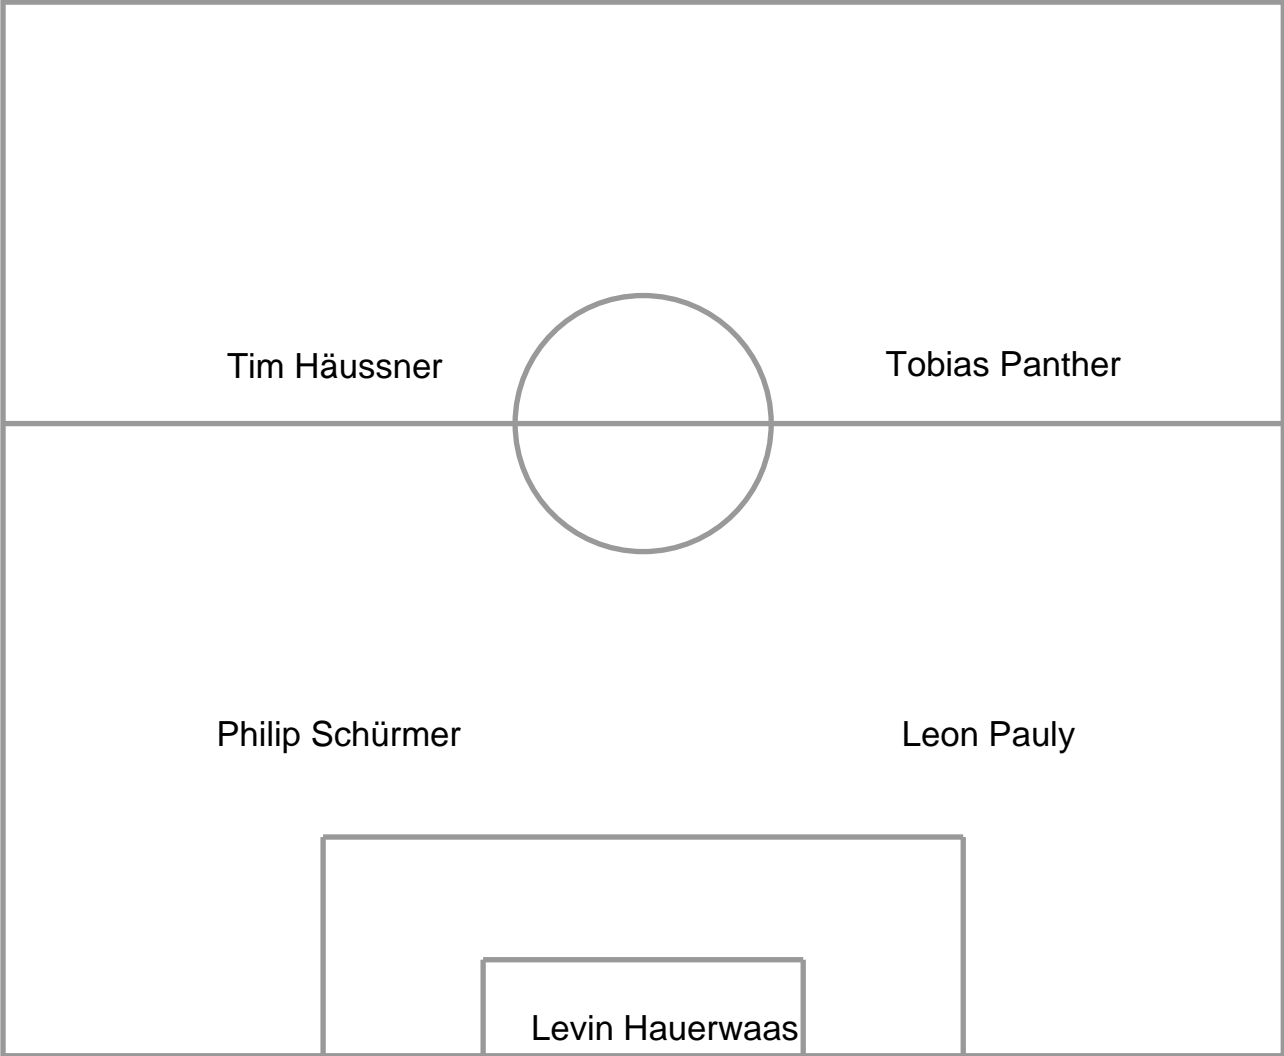 Tim Häussner
Tobias Panther
Philip Schürmer
Leon Pauly
Levin Hauerwaas